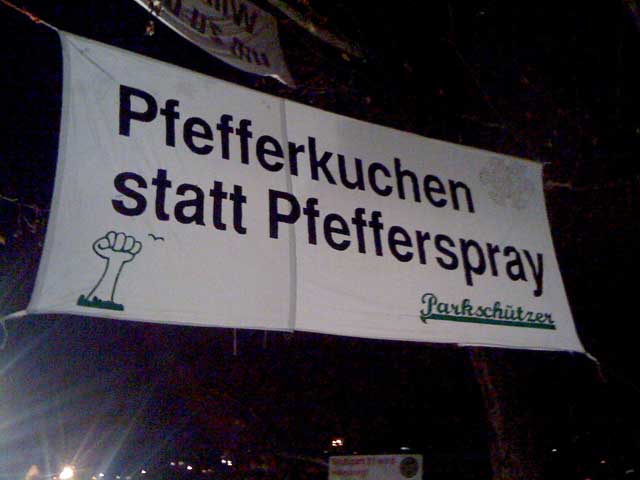 Pfefferkuchen
statt Pfefferspray
Parkschützer